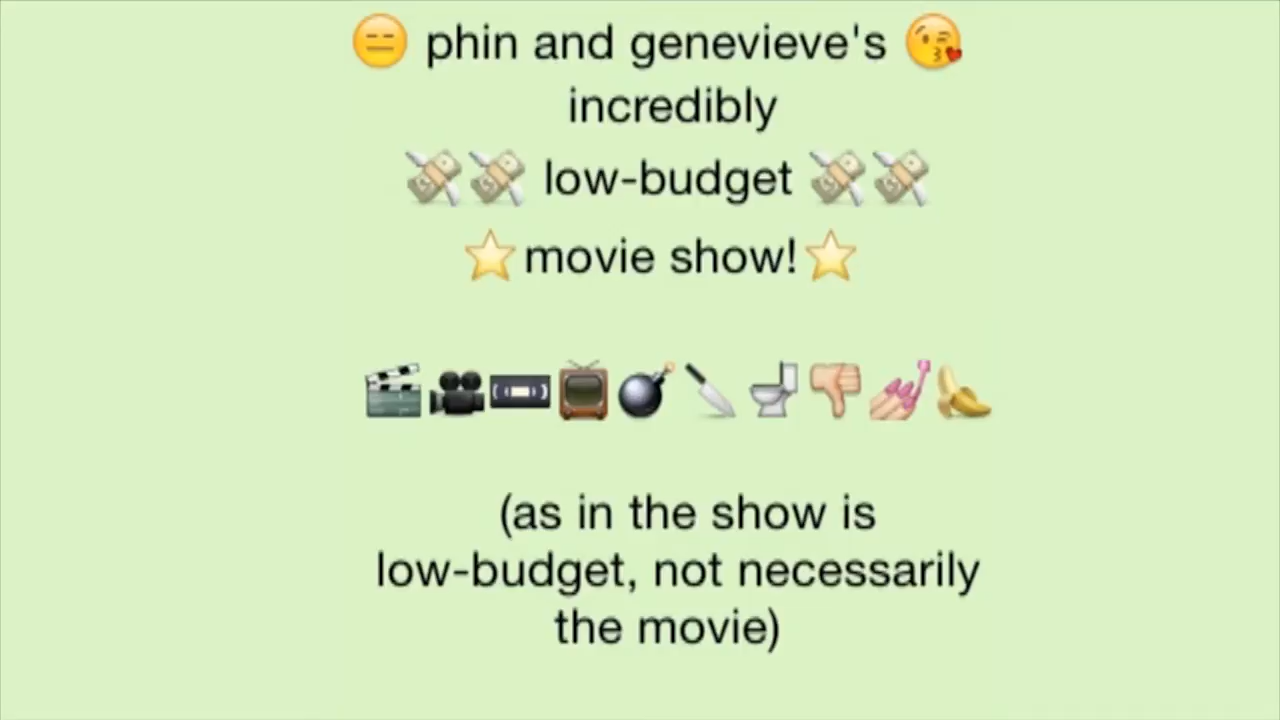 😑 phin and genevieve's 😘
incredibly
💸💸 low-budget 💸💸
⭐movie show!⭐
🎬🎥📼📺💣🔪🚽👎💅🍌
(as in the show is
low-budget, not necessarily
the movie)